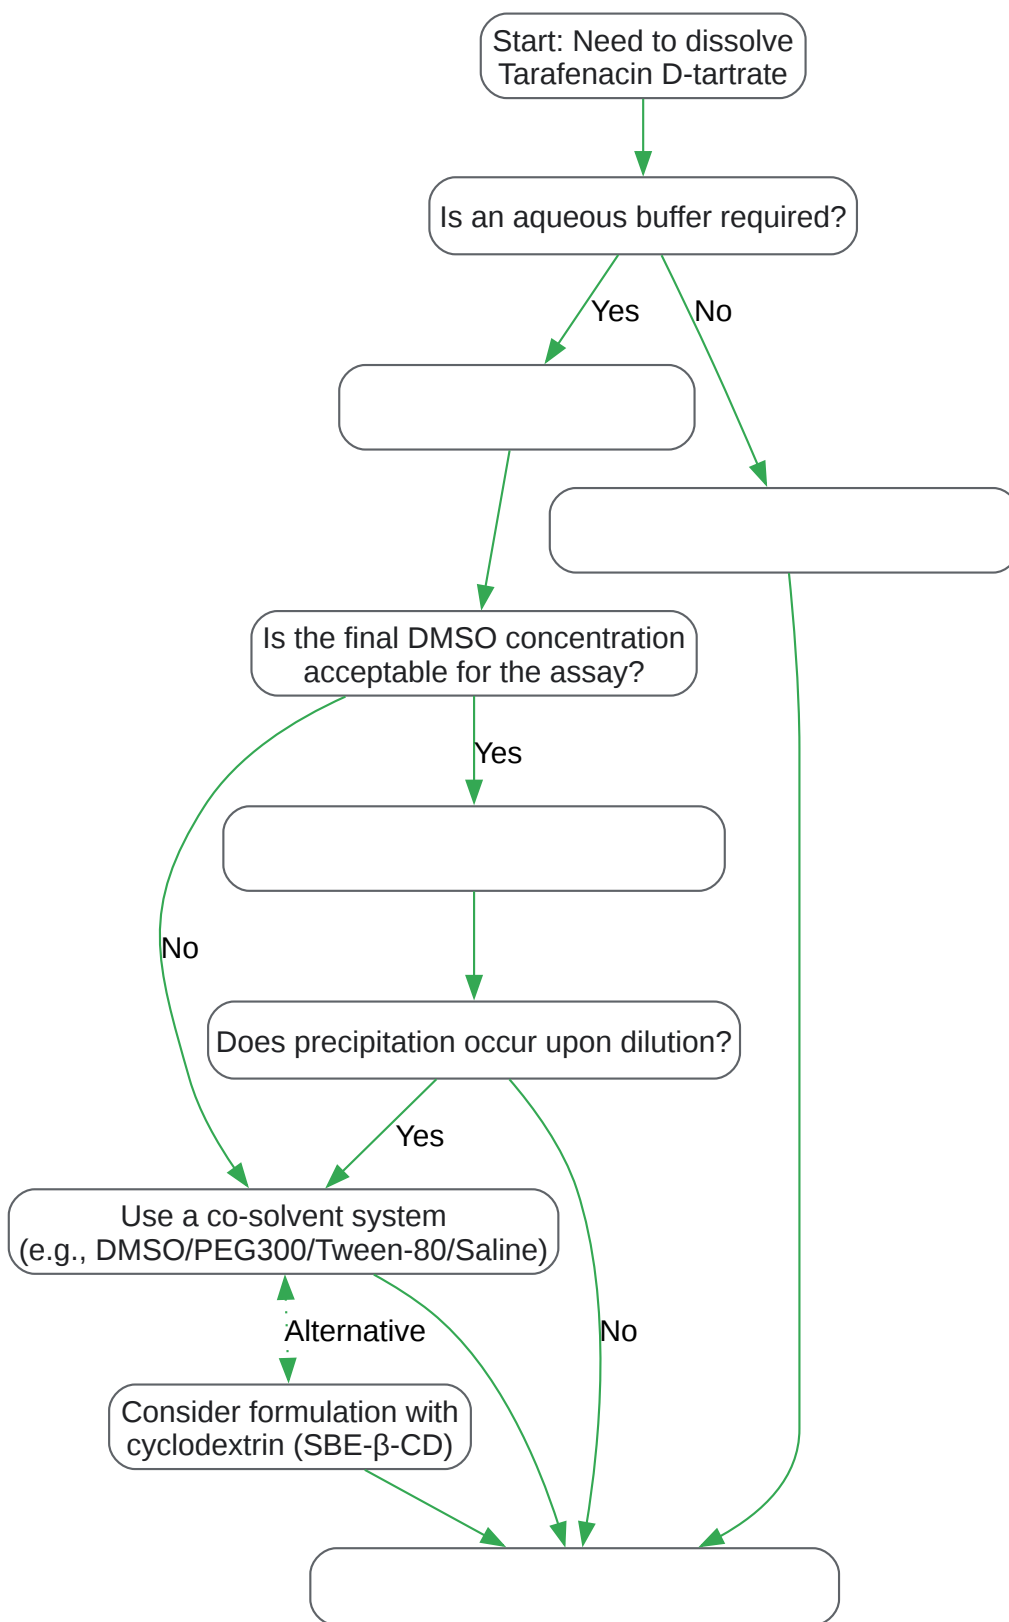 Start: Need to dissolve
Tarafenacin D-tartrate
Is an aqueous buffer required?
Yes
No
Is the final DMSO concentration
acceptable for the assay?
Yes
No
Does precipitation occur upon dilution?
Yes
Use a co-solvent system
(e.g., DMSO/PEG300/Tween-80/Saline)
Alternative
No
Consider formulation with
cyclodextrin (SBE-β-CD)